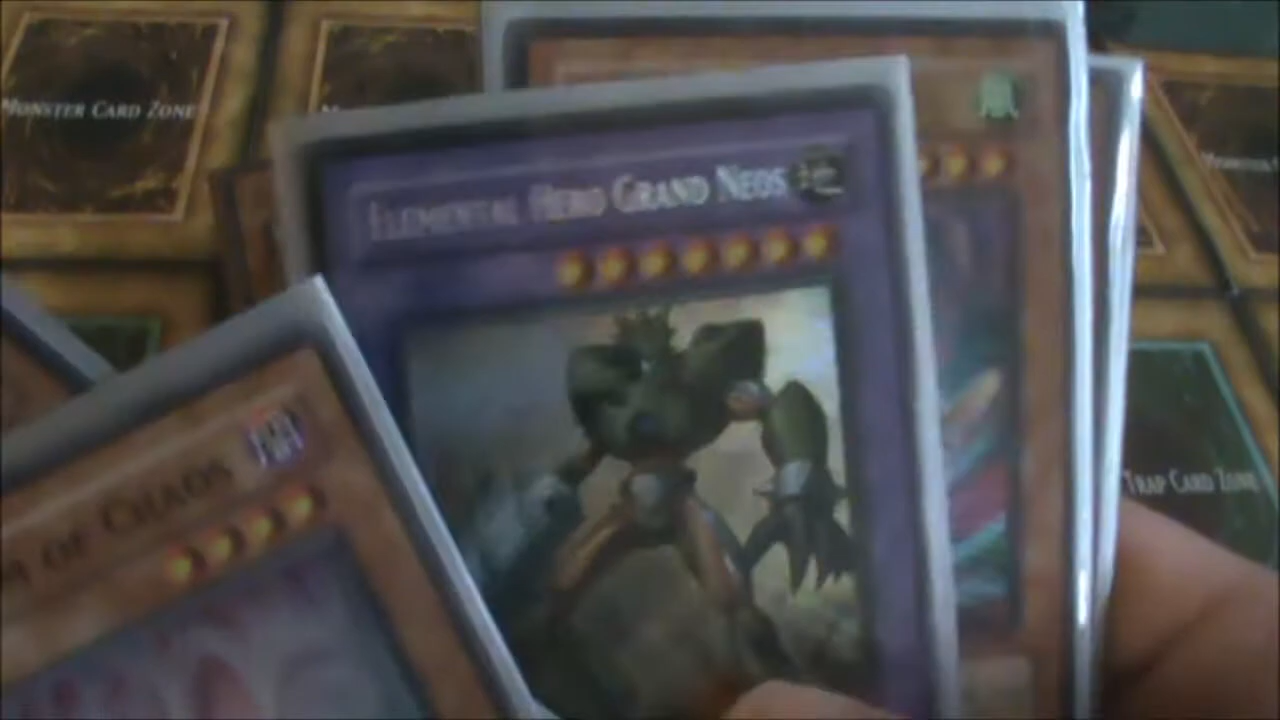 Monster Card Zone
Elemental Hero Grand Neos
of Chaos
Trap Card Zone